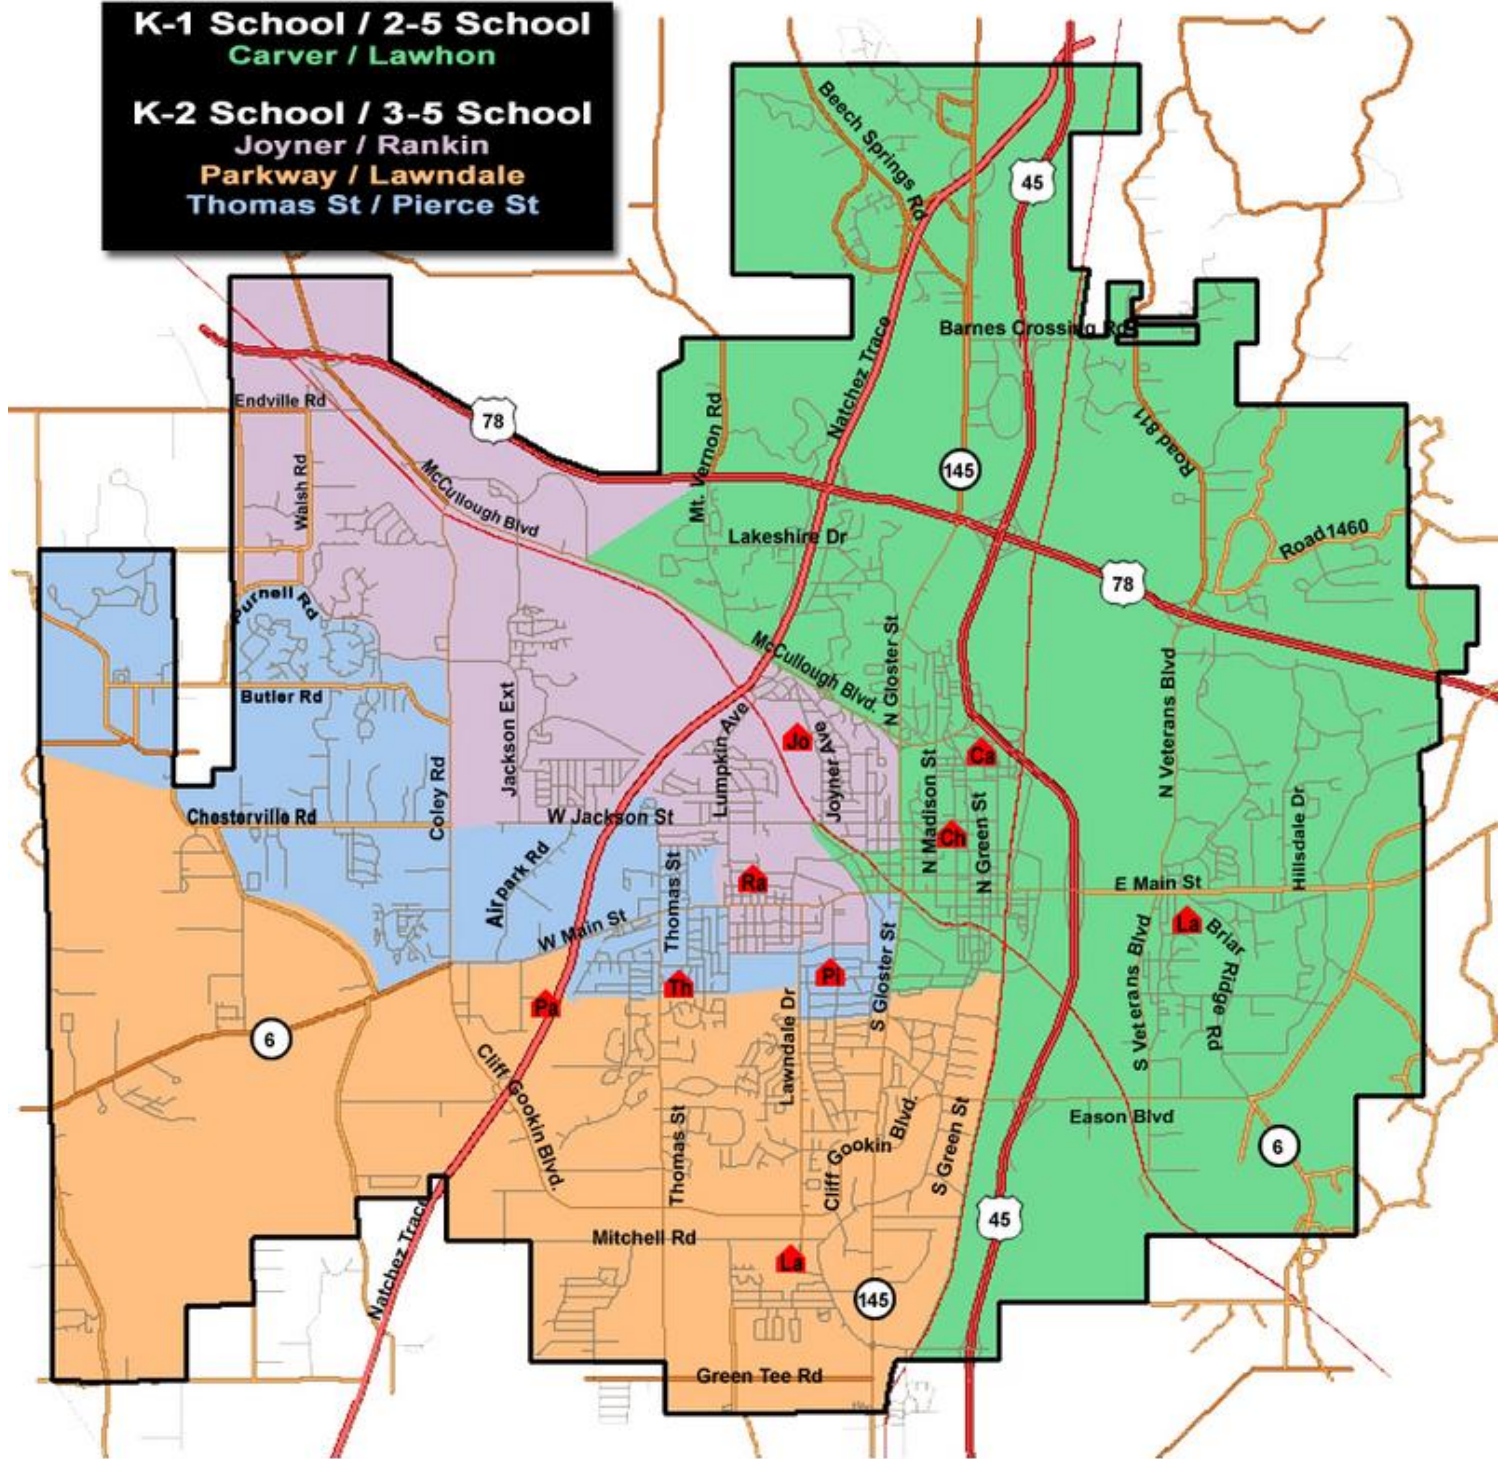 K-1 School / 2-5 School
Carver / Lawhon
K-2 School / 3-5 School
Joyner / Rankin
Parkway / Lawndale
Thomas St / Pierce St
Beech Springs Rd
45
Barnes Crossing Rd
Natchez Trace
Endville Rd
78
Mt. Vernon Rd
Road 811
McCullough Blvd
Walsh Rd
145
Lakeshire Dr
Road 1460
78
Purnell Rd
McCullough Blvd.
N Gloster St
Butler Rd
Jackson Ext
N Veterans Blvd
Lumpkin Ave
Jo
Joyner Ave
Ca
Coley Rd
N Madison St
Hillsdale Dr
Chesterville Rd
W Jackson St
Ch
N Green St
Airpark Rd
Thomas St
Ra
E Main St
W Main St
La
Briar Ridge Rd
S Gloster St
S Veterans Blvd
Pa
Th
Pi
6
Lawndale Dr
Cliff Gookin Blvd.
Thomas St
Cliff Gookin Blvd.
S Green St
Eason Blvd
6
Natchez Trace
Mitchell Rd
45
La
145
Green Tee Rd